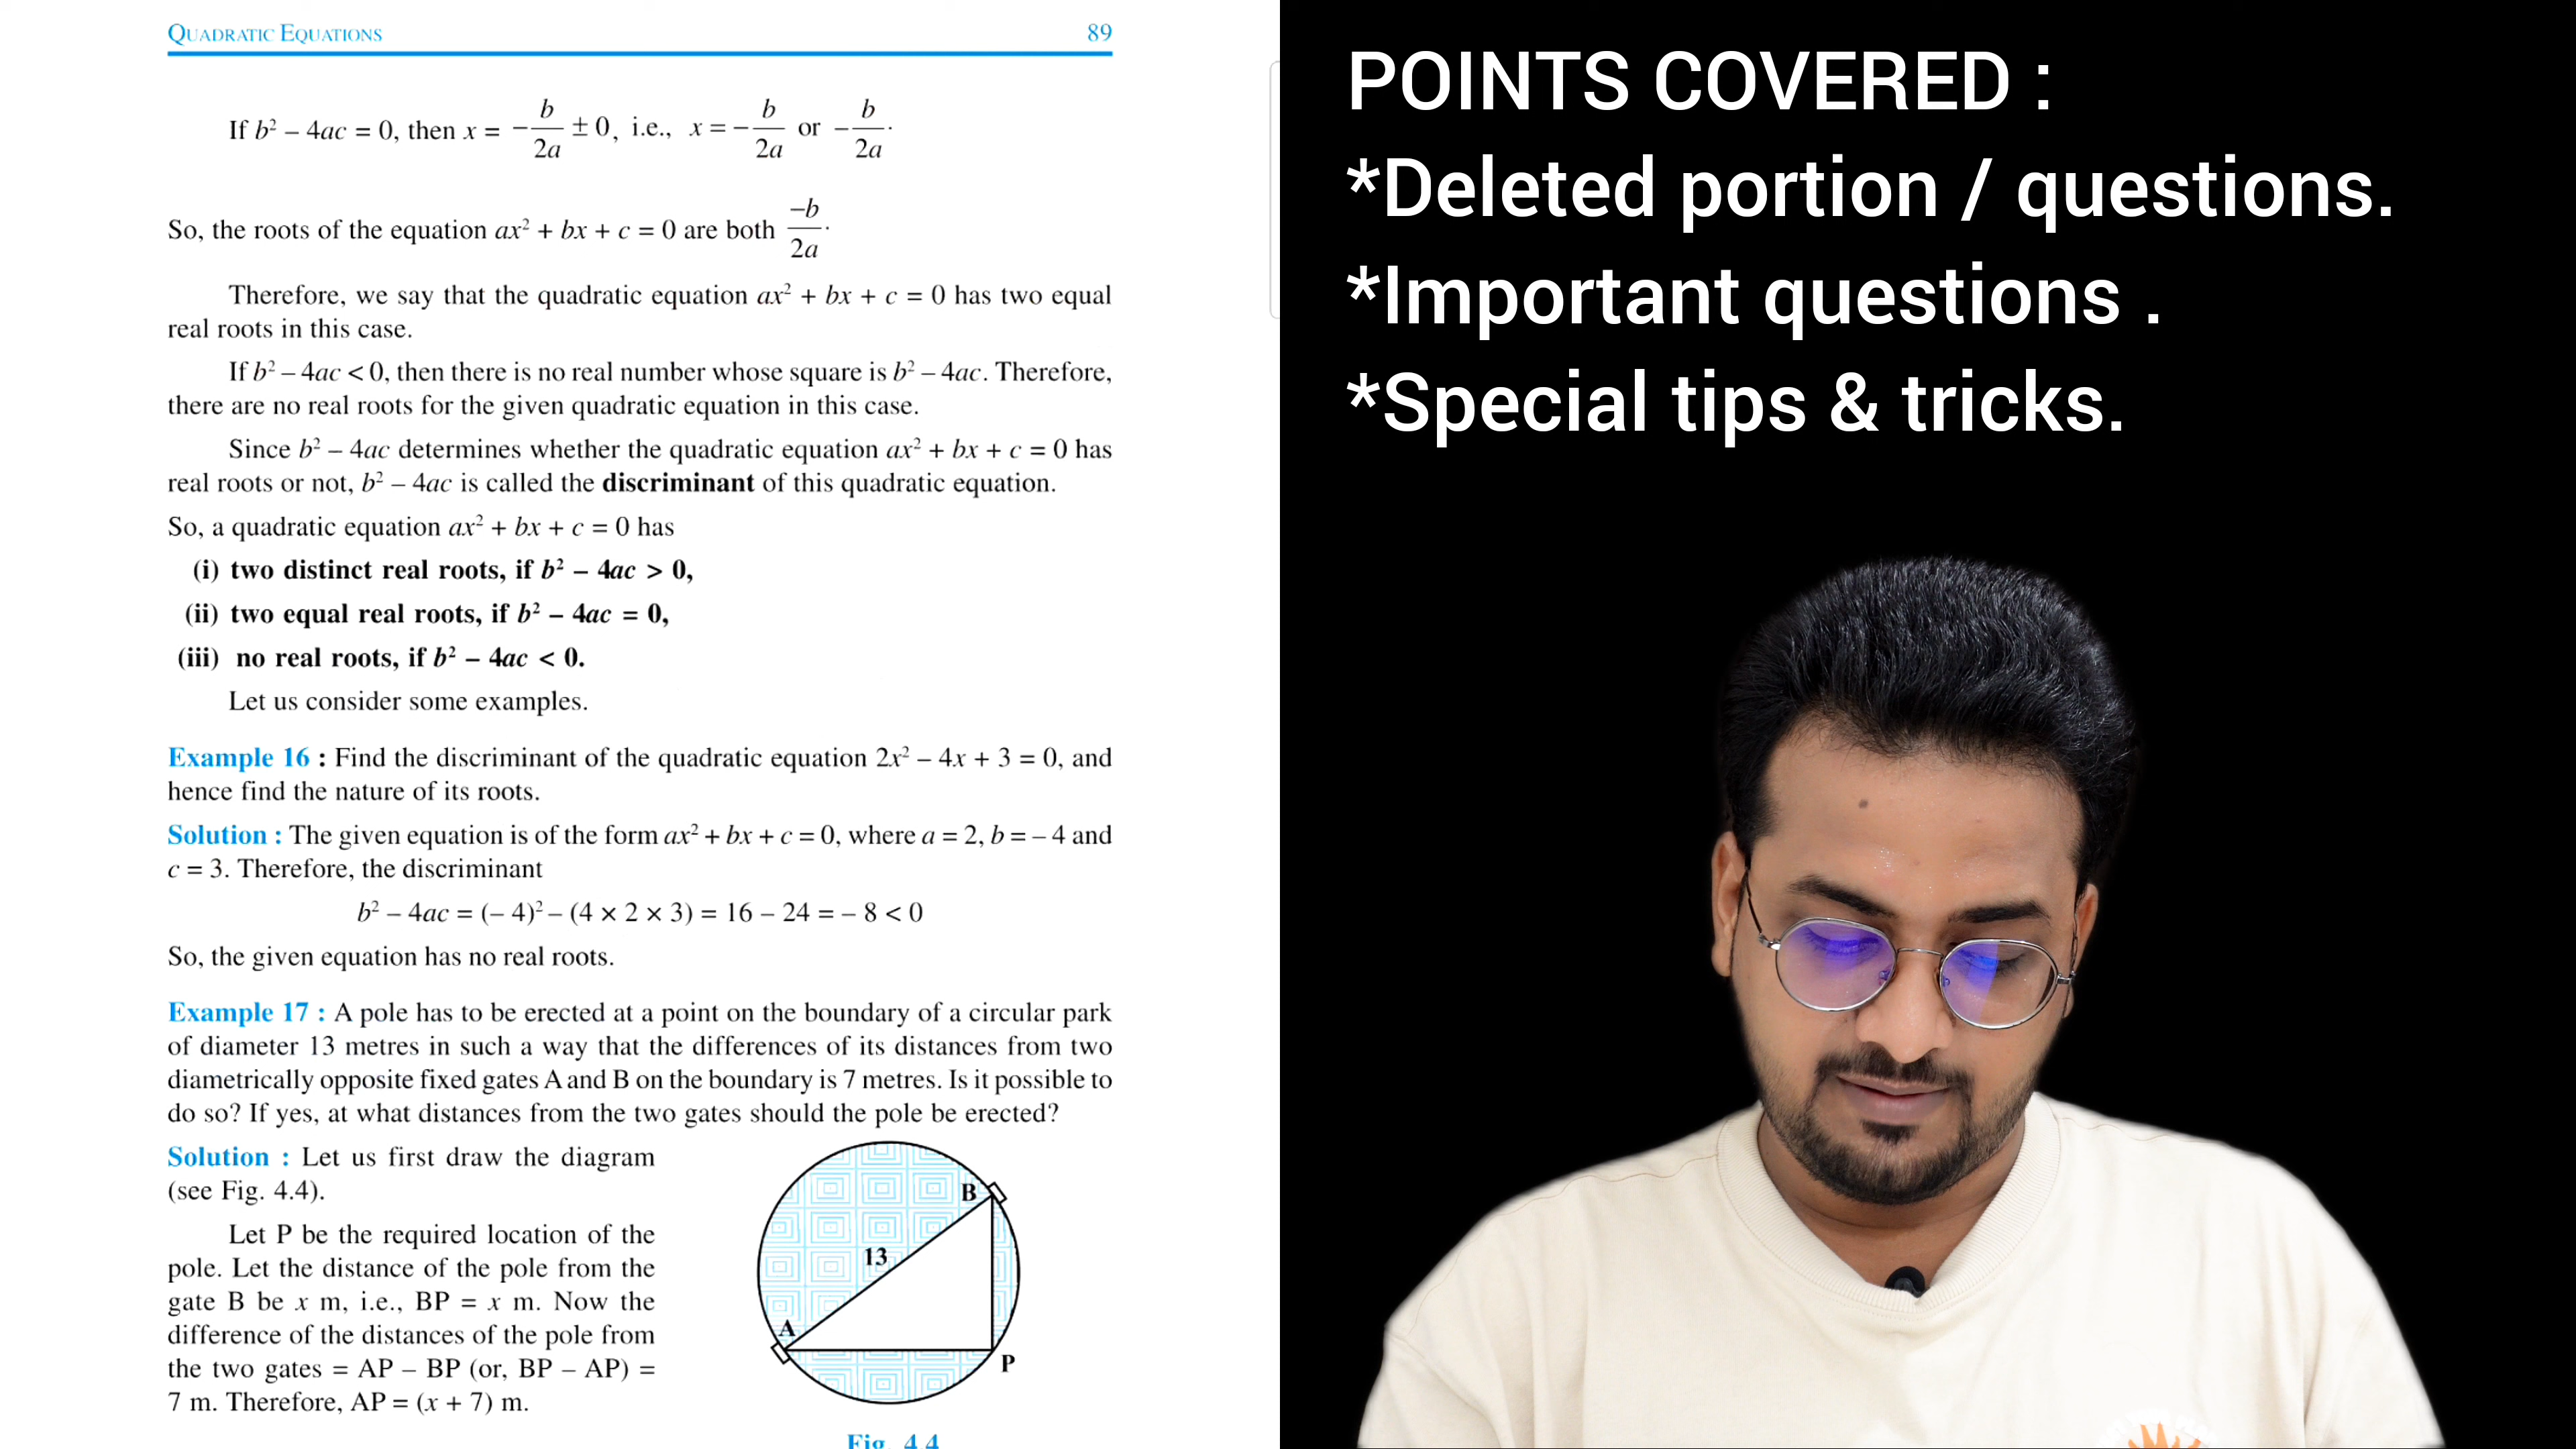 QUADRATIC EQUATIONS 89
If b² – 4ac = 0, then x = –b/2a ± 0, i.e., x = –b/2a or –b/2a.
So, the roots of the equation ax² + bx + c = 0 are both –b/2a.
Therefore, we say that the quadratic equation ax² + bx + c = 0 has two equal
real roots in this case.
If b² – 4ac < 0, then there is no real number whose square is b² – 4ac. Therefore,
there are no real roots for the given quadratic equation in this case.
Since b² – 4ac determines whether the quadratic equation ax² + bx + c = 0 has
real roots or not, b² – 4ac is called the discriminant of this quadratic equation.
So, a quadratic equation ax² + bx + c = 0 has
(i) two distinct real roots, if b² – 4ac > 0,
(ii) two equal real roots, if b² – 4ac = 0,
(iii) no real roots, if b² – 4ac < 0.
Let us consider some examples.
Example 16 : Find the discriminant of the quadratic equation 2x² – 4x + 3 = 0, and
hence find the nature of its roots.
Solution : The given equation is of the form ax² + bx + c = 0, where a = 2, b = – 4 and
c = 3. Therefore, the discriminant
b² – 4ac = (– 4)² – (4 × 2 × 3) = 16 – 24 = – 8 < 0
So, the given equation has no real roots.
Example 17 : A pole has to be erected at a point on the boundary of a circular park
of diameter 13 metres in such a way that the differences of its distances from two
diametrically opposite fixed gates A and B on the boundary is 7 metres. Is it possible to
do so? If yes, at what distances from the two gates should the pole be erected?
Solution : Let us first draw the diagram
(see Fig. 4.4).
Let P be the required location of the
pole. Let the distance of the pole from the
gate B be x m, i.e., BP = x m. Now the
difference of the distances of the pole from
the two gates = AP – BP (or, BP – AP) =
7 m. Therefore, AP = (x + 7) m.
B
13
A
P
Fig. 4.4
POINTS COVERED :
*Deleted portion / questions.
*Important questions .
*Special tips & tricks.